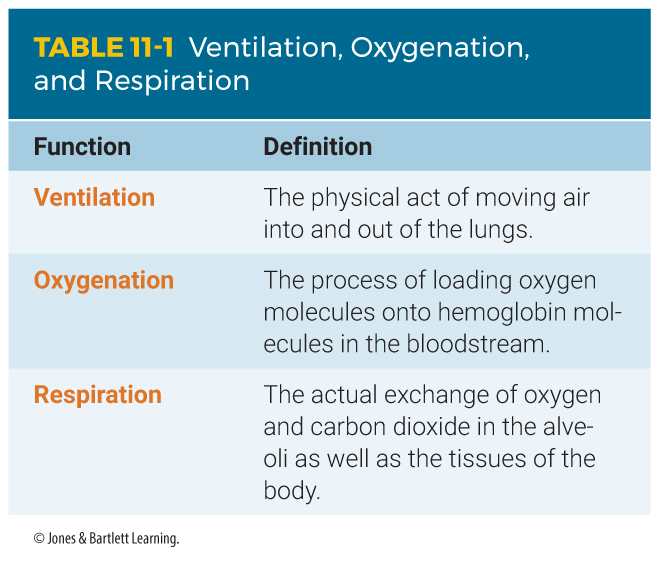 TABLE 11-1 Ventilation, Oxygenation,
and Respiration
Function Definition
Ventilation The physical act of moving air
into and out of the lungs.
Oxygenation The process of loading oxygen
molecules onto hemoglobin mol-
ecules in the bloodstream.
Respiration The actual exchange of oxygen
and carbon dioxide in the alve-
oli as well as the tissues of the
body.
© Jones & Bartlett Learning.